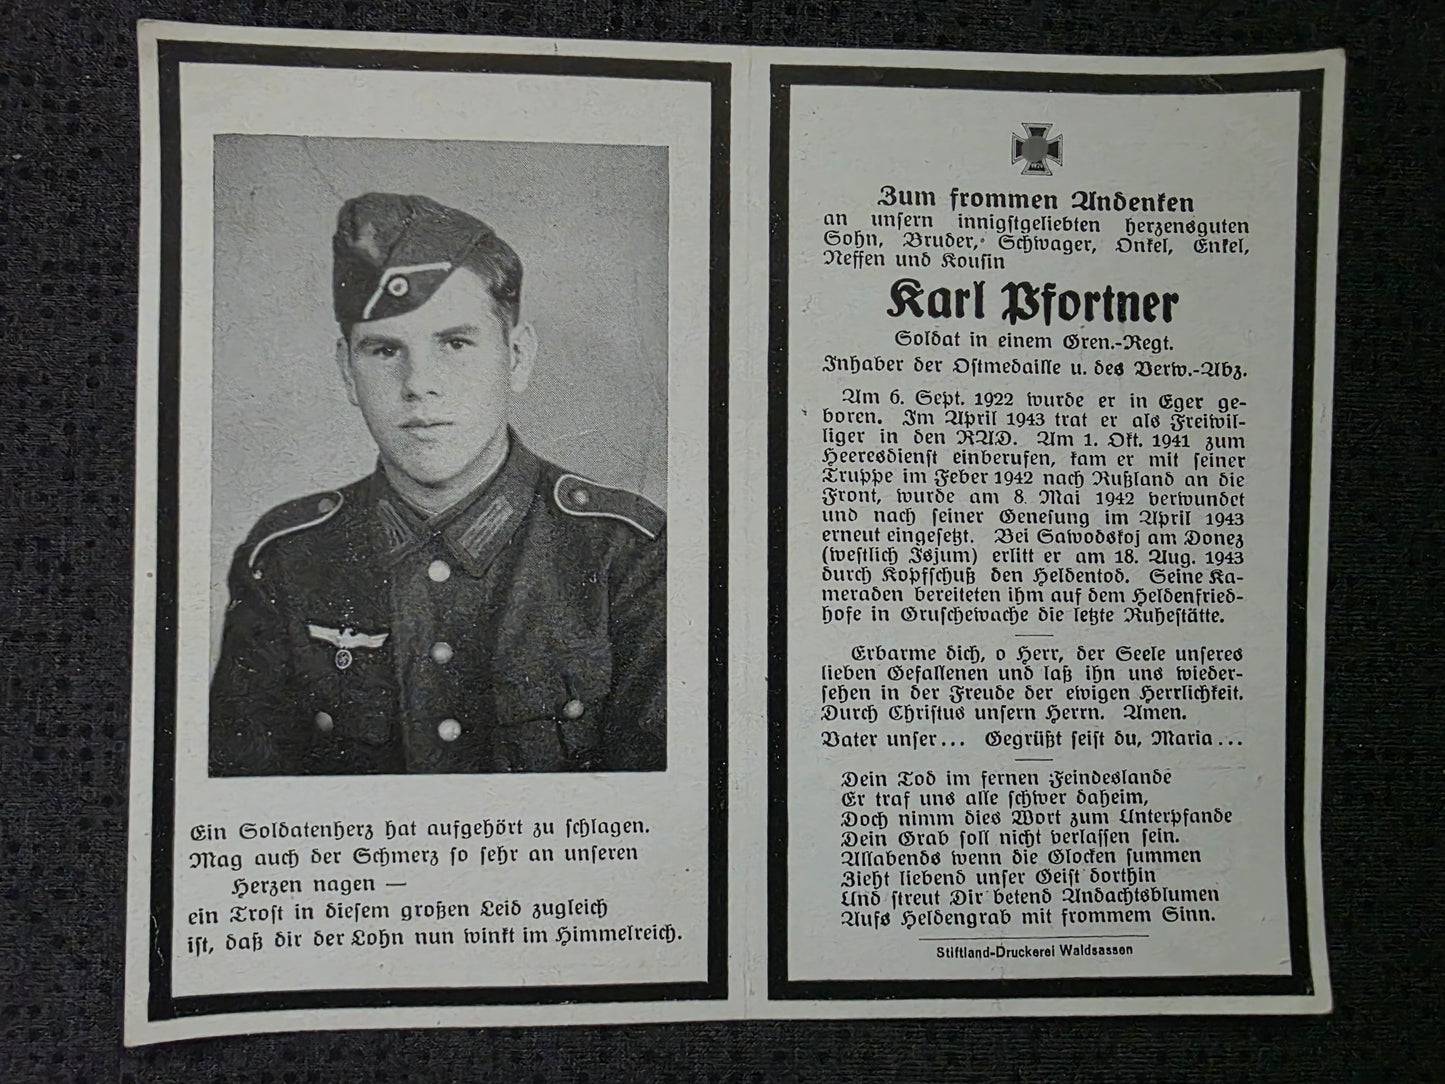 Ein Soldatenherz hat aufgehört zu schlagen.
Mag auch der Schmerz so sehr an unseren
Herzen nagen —
ein Trost in diesem großen Leid zugleich
ist, daß dir der Lohn nun winkt im Himmelreich.
Zum frommen Andenken
an unsern innigstgeliebten herzensguten
Sohn, Bruder, Schwager, Onkel, Enkel,
Neffen und Kousin
Karl Pfortner
Soldat in einem Gren.-Regt.
Inhaber der Ostmedaille u. des Verw.-Abz.
Am 6. Sept. 1922 wurde er in Eger ge-
boren. Im April 1943 trat er als Freiwil-
liger in den RAD. Am 1. Okt. 1941 zum
Heeresdienst einberufen, kam er mit seiner
Truppe im Feber 1942 nach Rußland an die
Front, wurde am 8. Mai 1942 verwundet
und nach seiner Genesung im April 1943
erneut eingesetzt. Bei Sawodskoj am Donez
(westlich Isjum) erlitt er am 18. Aug. 1943
durch Kopfschuß den Heldentod. Seine Ka-
meraden bereiteten ihm auf dem Heldenfried-
hofe in Gruschewache die letzte Ruhestätte.
Erbarme dich, o Herr, der Seele unseres
lieben Gefallenen und laß ihn uns wieder-
sehen in der Freude der ewigen Herrlichkeit.
Durch Christus unsern Herrn. Amen.
Vater unser... Gegrüßt seist du, Maria...
Dein Tod im fernen Feindeslande
Er traf uns alle schwer daheim,
Doch nimm dies Wort zum Unterpfande
Dein Grab soll nicht verlassen sein.
Allabends wenn die Glocken summen
Zieht liebend unser Geist dorthin
Und streut Dir betend Andachtsblumen
Aufs Heldengrab mit frommem Sinn.
Stiftland-Druckerei Waldsassen